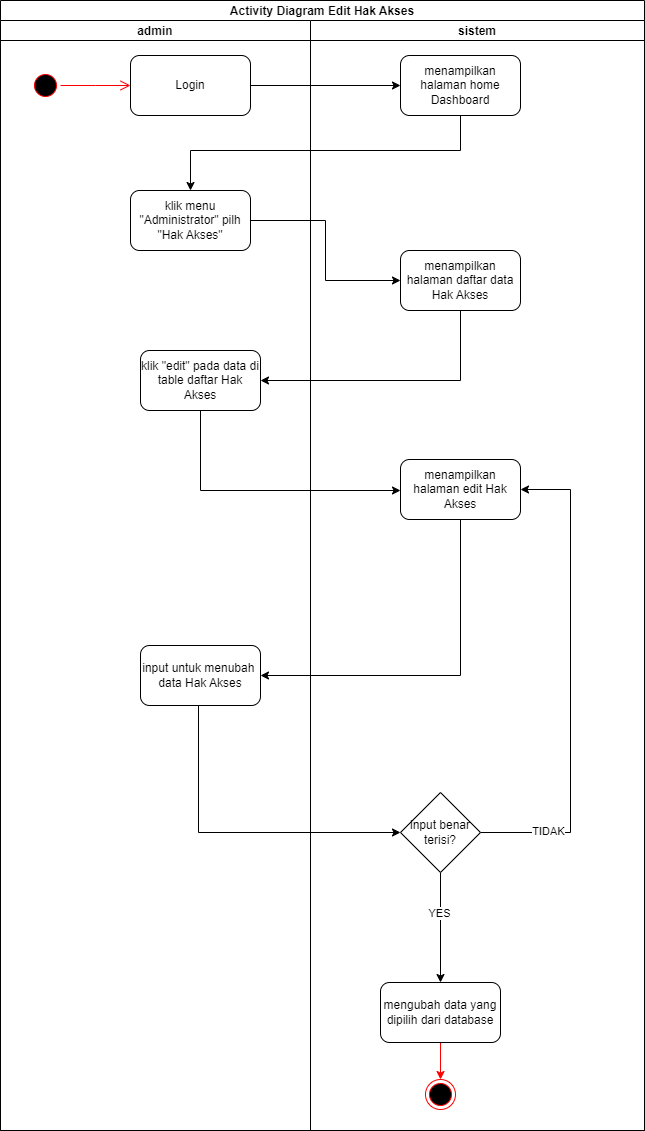 Activity Diagram Edit Hak Akses
admin
sistem
Login
menampilkan
halaman home
Dashboard
klik menu
"Administrator" pilh
"Hak Akses"
menampilkan
halaman daftar data
Hak Akses
klik "edit" pada data di
table daftar Hak
Akses
menampilkan
halaman edit Hak
Akses
input untuk menubah
data Hak Akses
input benar
terisi?
TIDAK
YES
mengubah data yang
dipilih dari database